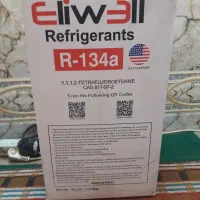 Eliwell
Refrigerants
R-134a
1,1,1,2-TETRAFLUOROETHANE
CAS:811-97-2
Scan the Following QR Codes